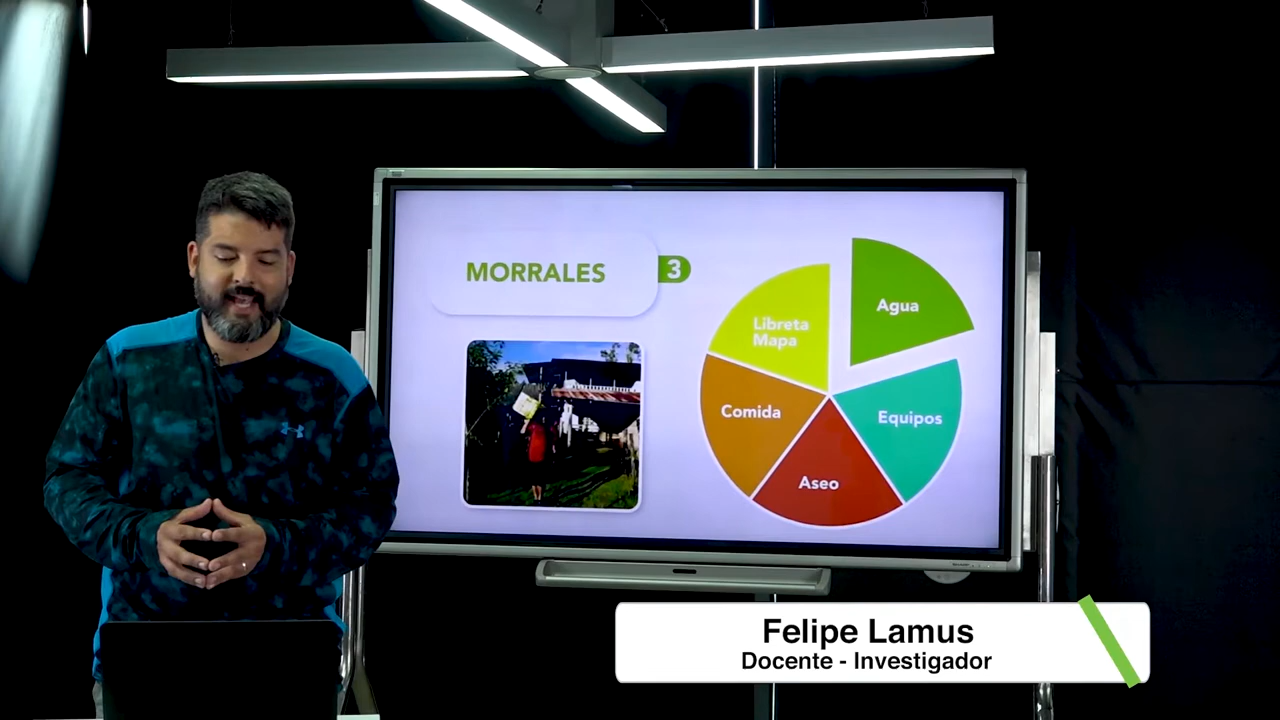 MORRALES
3
Agua
Libreta
Mapa
Comida
Equipos
Aseo
Felipe Lamus
Docente - Investigador